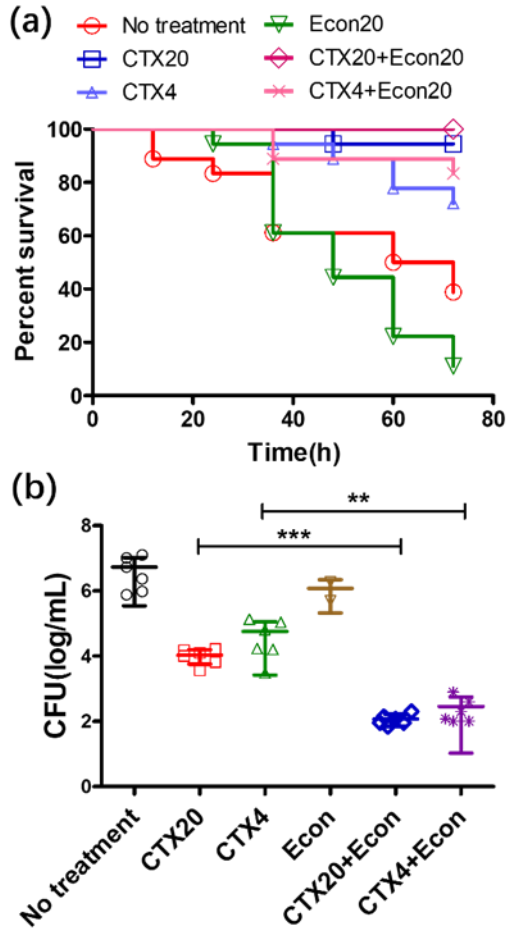 (a)
No treatment
Econ20
CTX20
CTX20+Econ20
CTX4
CTX4+Econ20
Percent survival
100
80
60
40
20
0
0 20 40 60 80
Time(h)
(b)
**
***
CFU(log/mL)
8
6
4
2
0
No treatment
CTX20
CTX4
Econ
CTX20+Econ
CTX4+Econ